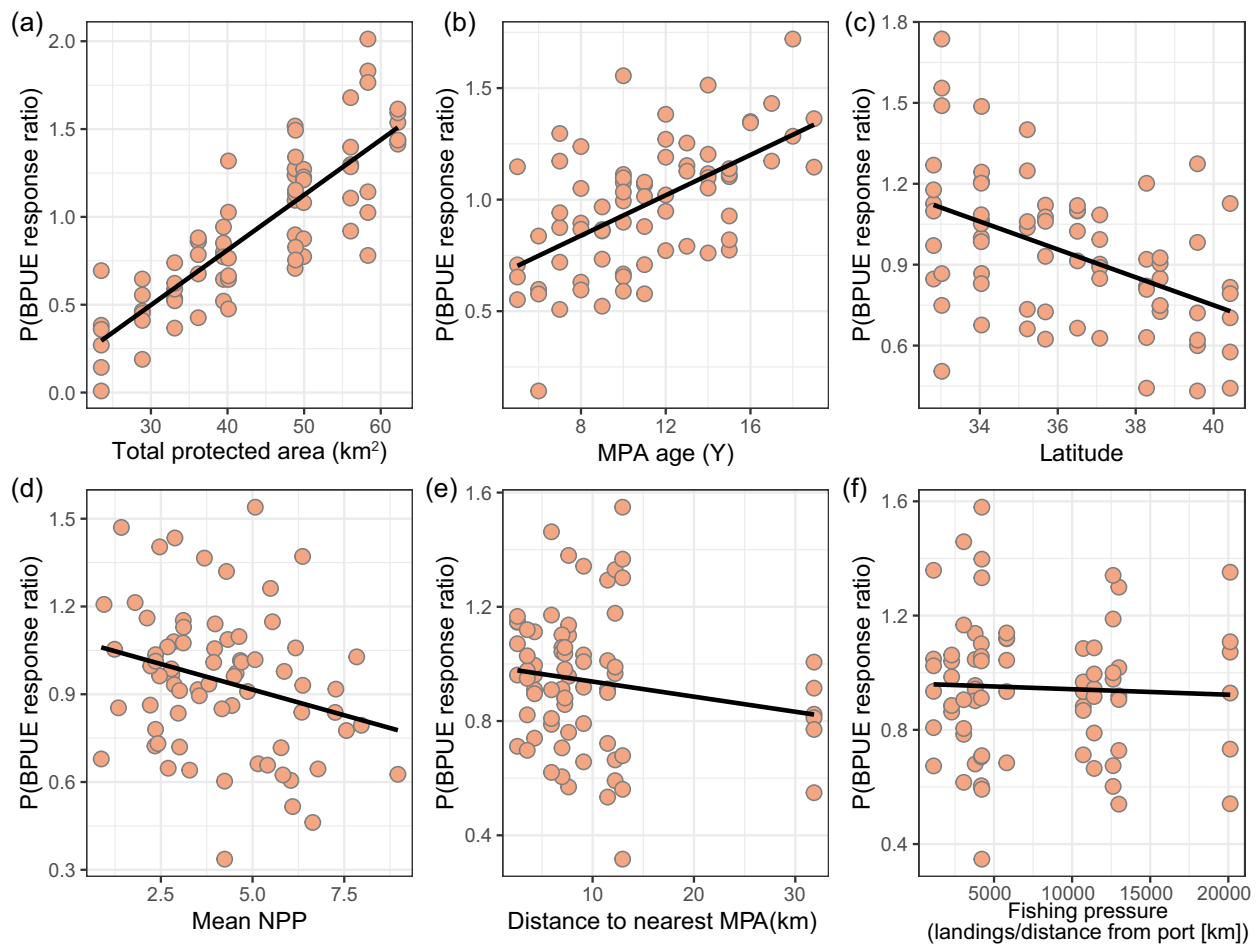 (a)
P(BPUE response ratio)
2.0
1.5
1.0
0.5
0.0
30
40
50
60
Total protected area (km²)
(b)
P(BPUE response ratio)
1.5
1.0
0.5
8
12
16
MPA age (Y)
(c)
P(BPUE response ratio)
1.8
1.5
1.2
0.9
0.6
34
36
38
40
Latitude
(d)
P(BPUE response ratio)
1.5
1.2
0.9
0.6
0.3
2.5
5.0
7.5
Mean NPP
(e)
P(BPUE response ratio)
1.6
1.2
0.8
0.4
10
20
30
Distance to nearest MPA(km)
(f)
P(BPUE response ratio)
1.6
1.2
0.8
0.4
5000
10000
15000
20000
Fishing pressure
(landings/distance from port [km])